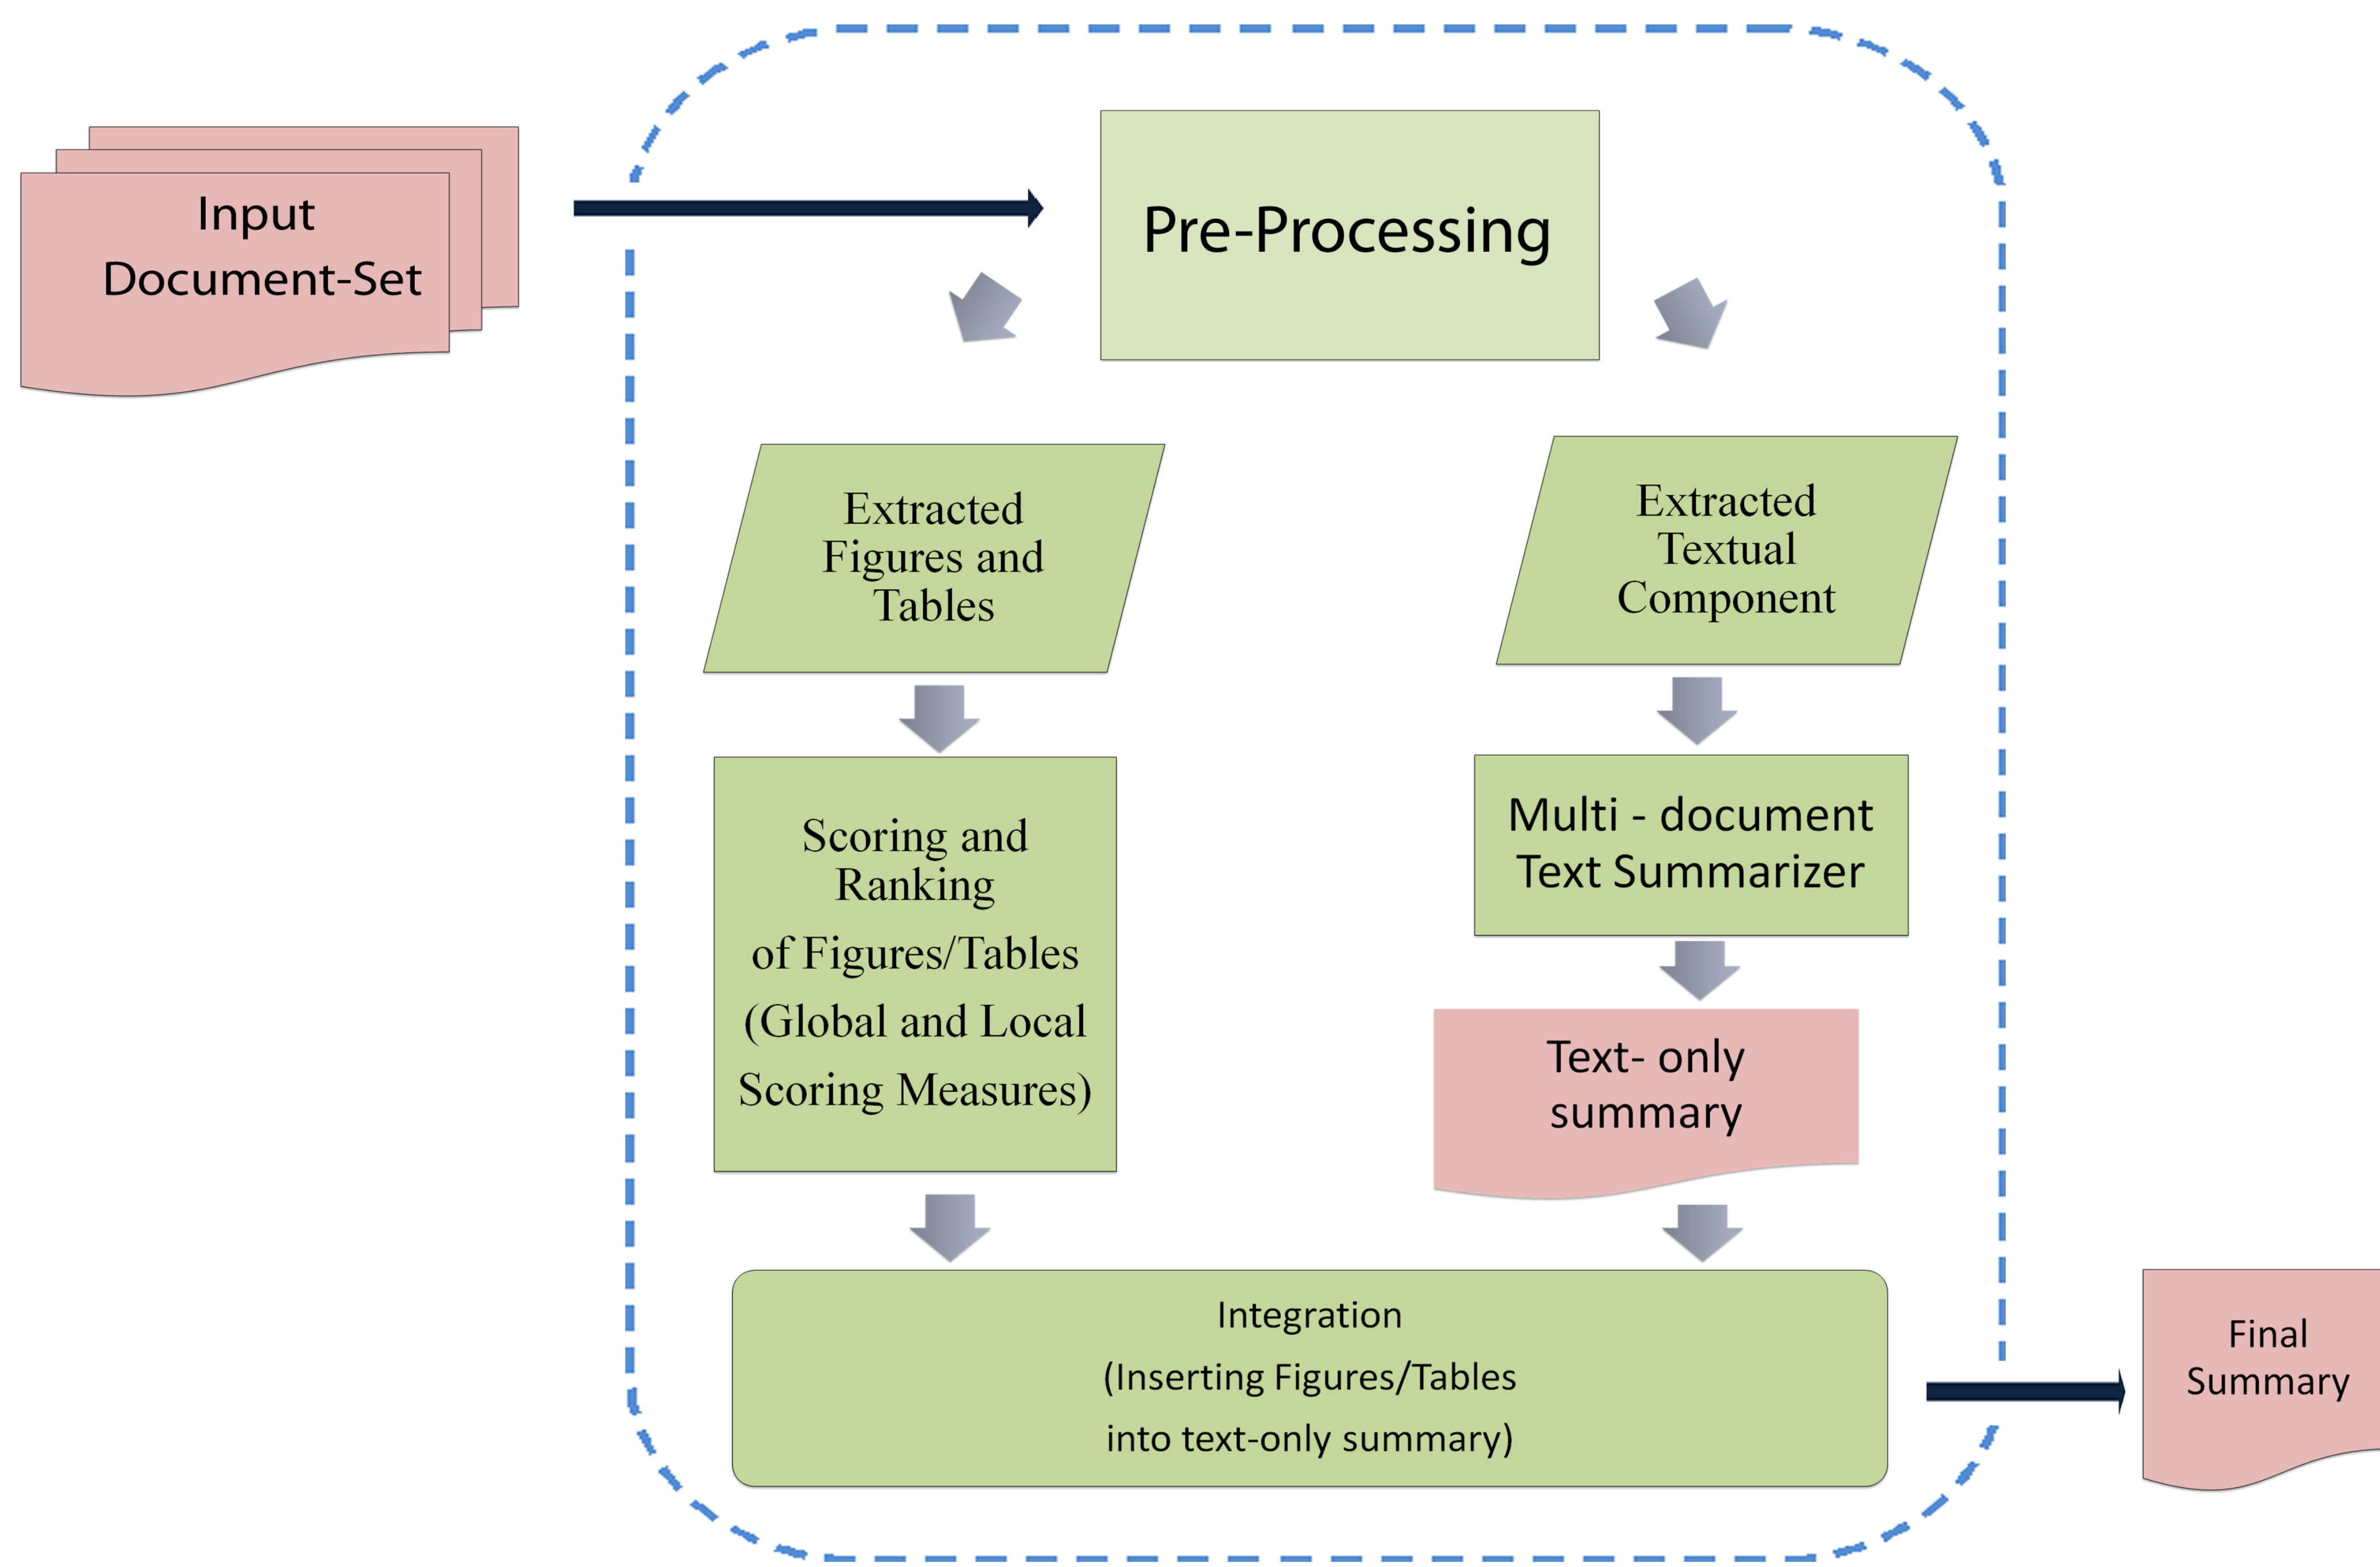 Input
Document-Set
Pre-Processing
Extracted
Figures and
Tables
Extracted
Textual
Component
Scoring and
Ranking
of Figures/Tables
(Global and Local
Scoring Measures)
Multi - document
Text Summarizer
Text- only
summary
Integration
(Inserting Figures/Tables
into text-only summary)
Final
Summary